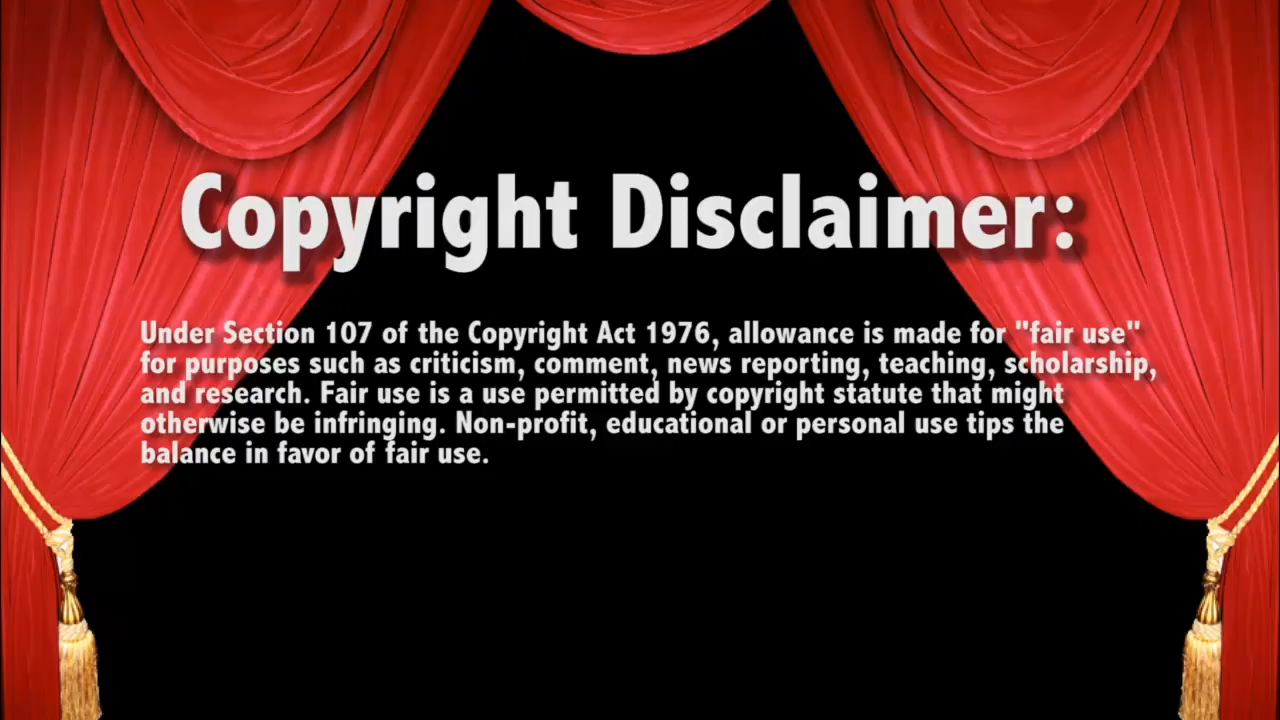 Copyright Disclaimer:
Under Section 107 of the Copyright Act 1976, allowance is made for "fair use"
for purposes such as criticism, comment, news reporting, teaching, scholarship,
and research. Fair use is a use permitted by copyright statute that might
otherwise be infringing. Non-profit, educational or personal use tips the
balance in favor of fair use.